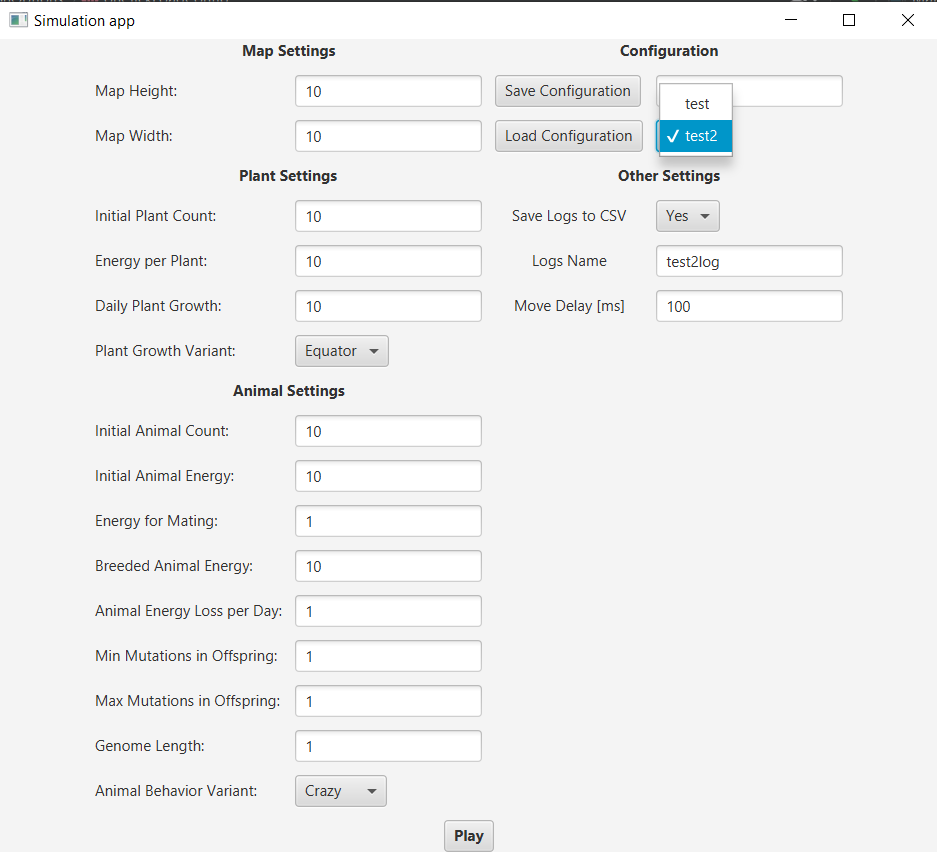 Simulation app
Map Settings Configuration
Map Height: 10 Save Configuration test
Map Width: 10 Load Configuration test2
Plant Settings Other Settings
Initial Plant Count: 10 Save Logs to CSV Yes
Energy per Plant: 10 Logs Name test2log
Daily Plant Growth: 10 Move Delay [ms] 100
Plant Growth Variant: Equator
Animal Settings
Initial Animal Count: 10
Initial Animal Energy: 10
Energy for Mating: 1
Breeded Animal Energy: 10
Animal Energy Loss per Day: 1
Min Mutations in Offspring: 1
Max Mutations in Offspring: 1
Genome Length: 1
Animal Behavior Variant: Crazy
Play